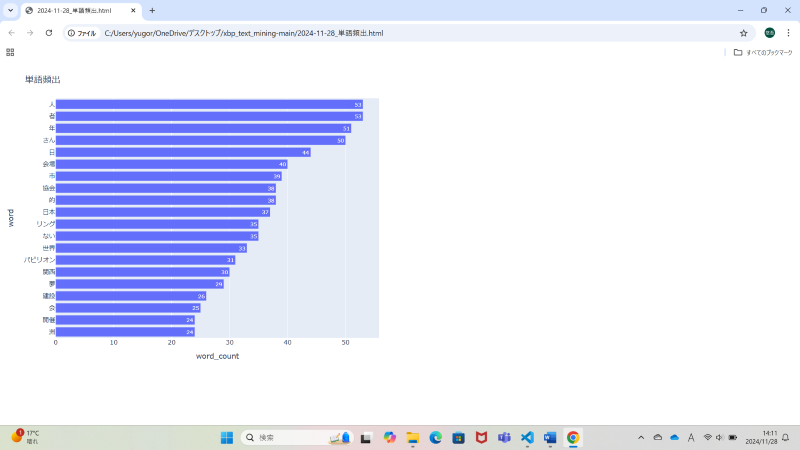 2024-11-28_単語頻出.html
ファイル
C:/Users/yugor/OneDrive/デスクトップ/xbp_text_mining-main/2024-11-28_単語頻出.html
すべてのブックマーク
単語頻出
word
人 53
者 53
年 51
さん 50
日 44
会場 40
市 39
協会 38
的 38
日本 37
リング 35
ない 35
世界 33
パビリオン 31
関西 30
夢 29
建設 26
会 25
開催 24
洲 24
0 10 20 30 40 50
word_count
1
17°C
晴れ
検索
A
14:11
2024/11/28